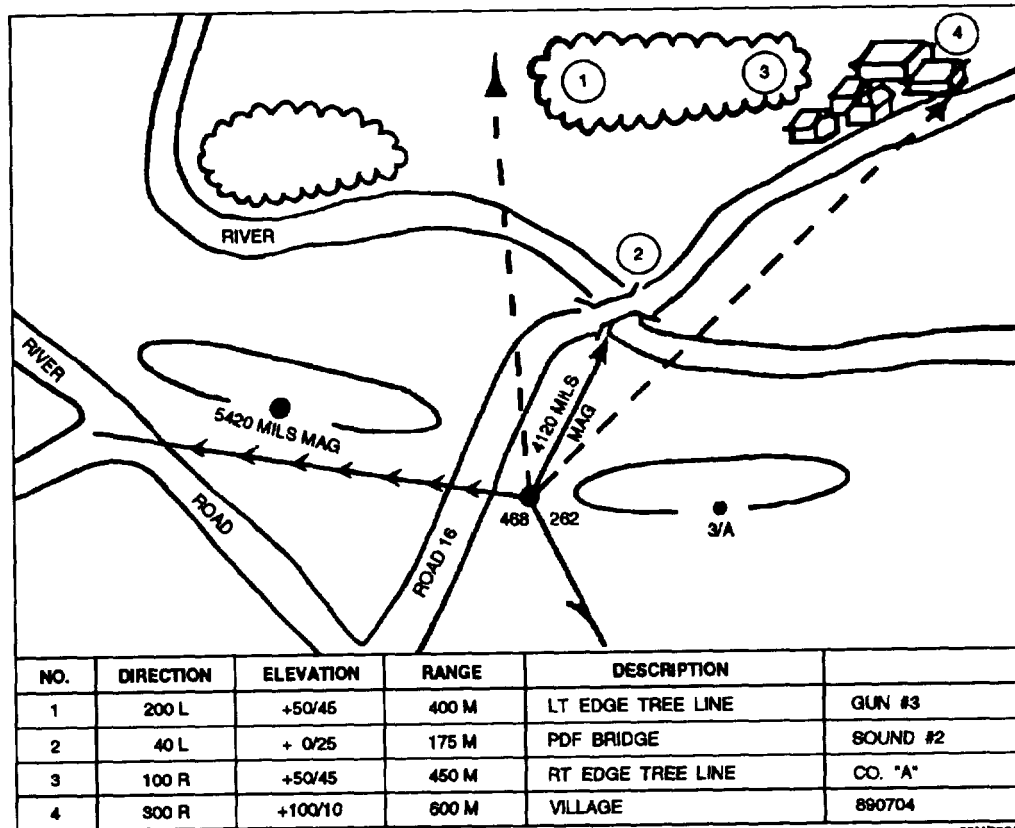 1
3
4
RIVER
2
RIVER
5420 MILS MAG
4120 MILS
MAG
468 262
3/A
ROAD
ROAD 16
NO. DIRECTION ELEVATION RANGE DESCRIPTION
1 200 L +50/45 400 M LT EDGE TREE LINE GUN #3
2 40 L + 0/25 175 M PDF BRIDGE SOUND #2
3 100 R +50/45 450 M RT EDGE TREE LINE CO. "A"
4 300 R +100/10 600 M VILLAGE 890704